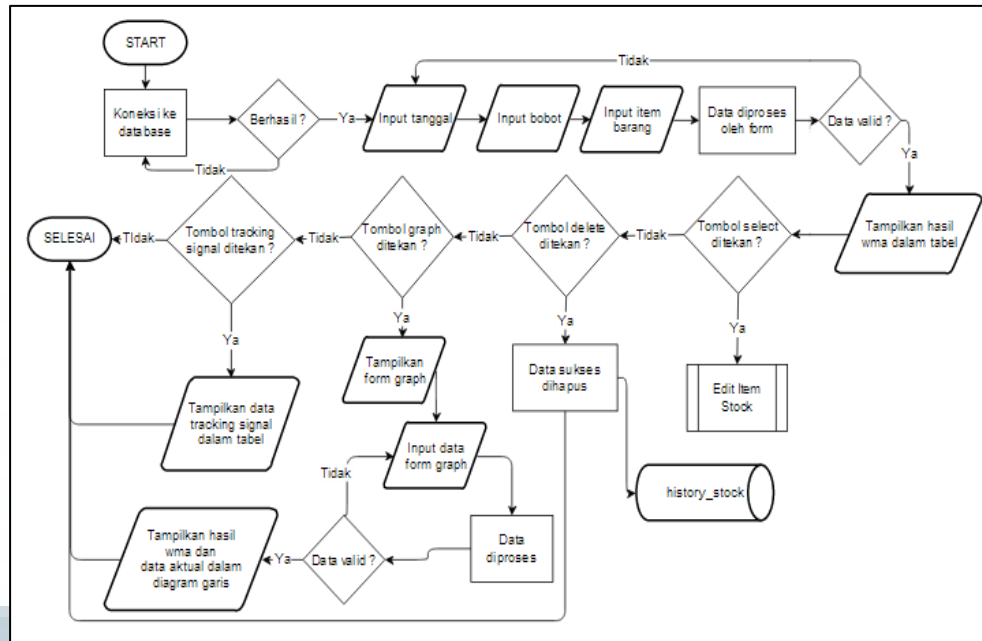 START
Tidak
Koneksi ke
database
Berhasil ?
Ya
Input tanggal
Input bobot
Input item
barang
Data diproses
oleh form
Data valid ?
Tidak
Ya
SELESAI
TIdak
Tombol tracking
signal ditekan ?
Tidak
Tombol graph
ditekan ?
Tidak
Tombol delete
ditekan ?
Tidak
Tombol select
ditekan ?
Tampilkan hasil
wma dalam tabel
Ya
Ya
Ya
Ya
Tampilkan form
graph
Data sukses
dihapus
Edit Item
Stock
Tampilkan data
tracking signal
dalam tabel
Input data
form graph
Tidak
history_stock
Tampilkan hasil
wma dan
data aktual dalam
diagram garis
Ya
Data valid ?
Data
diproses